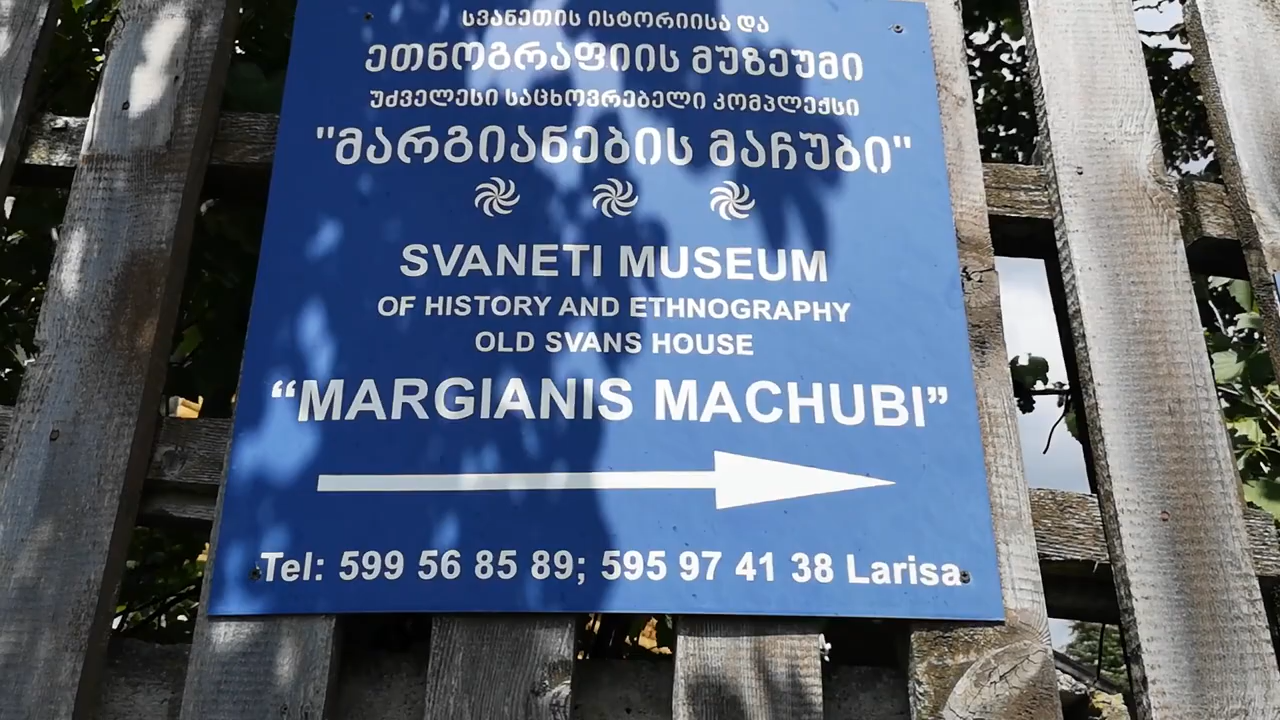 სვანეთის ისტორიისა და
ეთნოგრაფიის მუზეუმი
უძველესი საცხოვრებელი კომპლექსი
"მარგიანების მაჩუბი"
SVANETI MUSEUM
OF HISTORY AND ETHNOGRAPHY
OLD SVANS HOUSE
“MARGIANIS MACHUBI”
Tel: 599 56 85 89; 595 97 41 38 Larisa